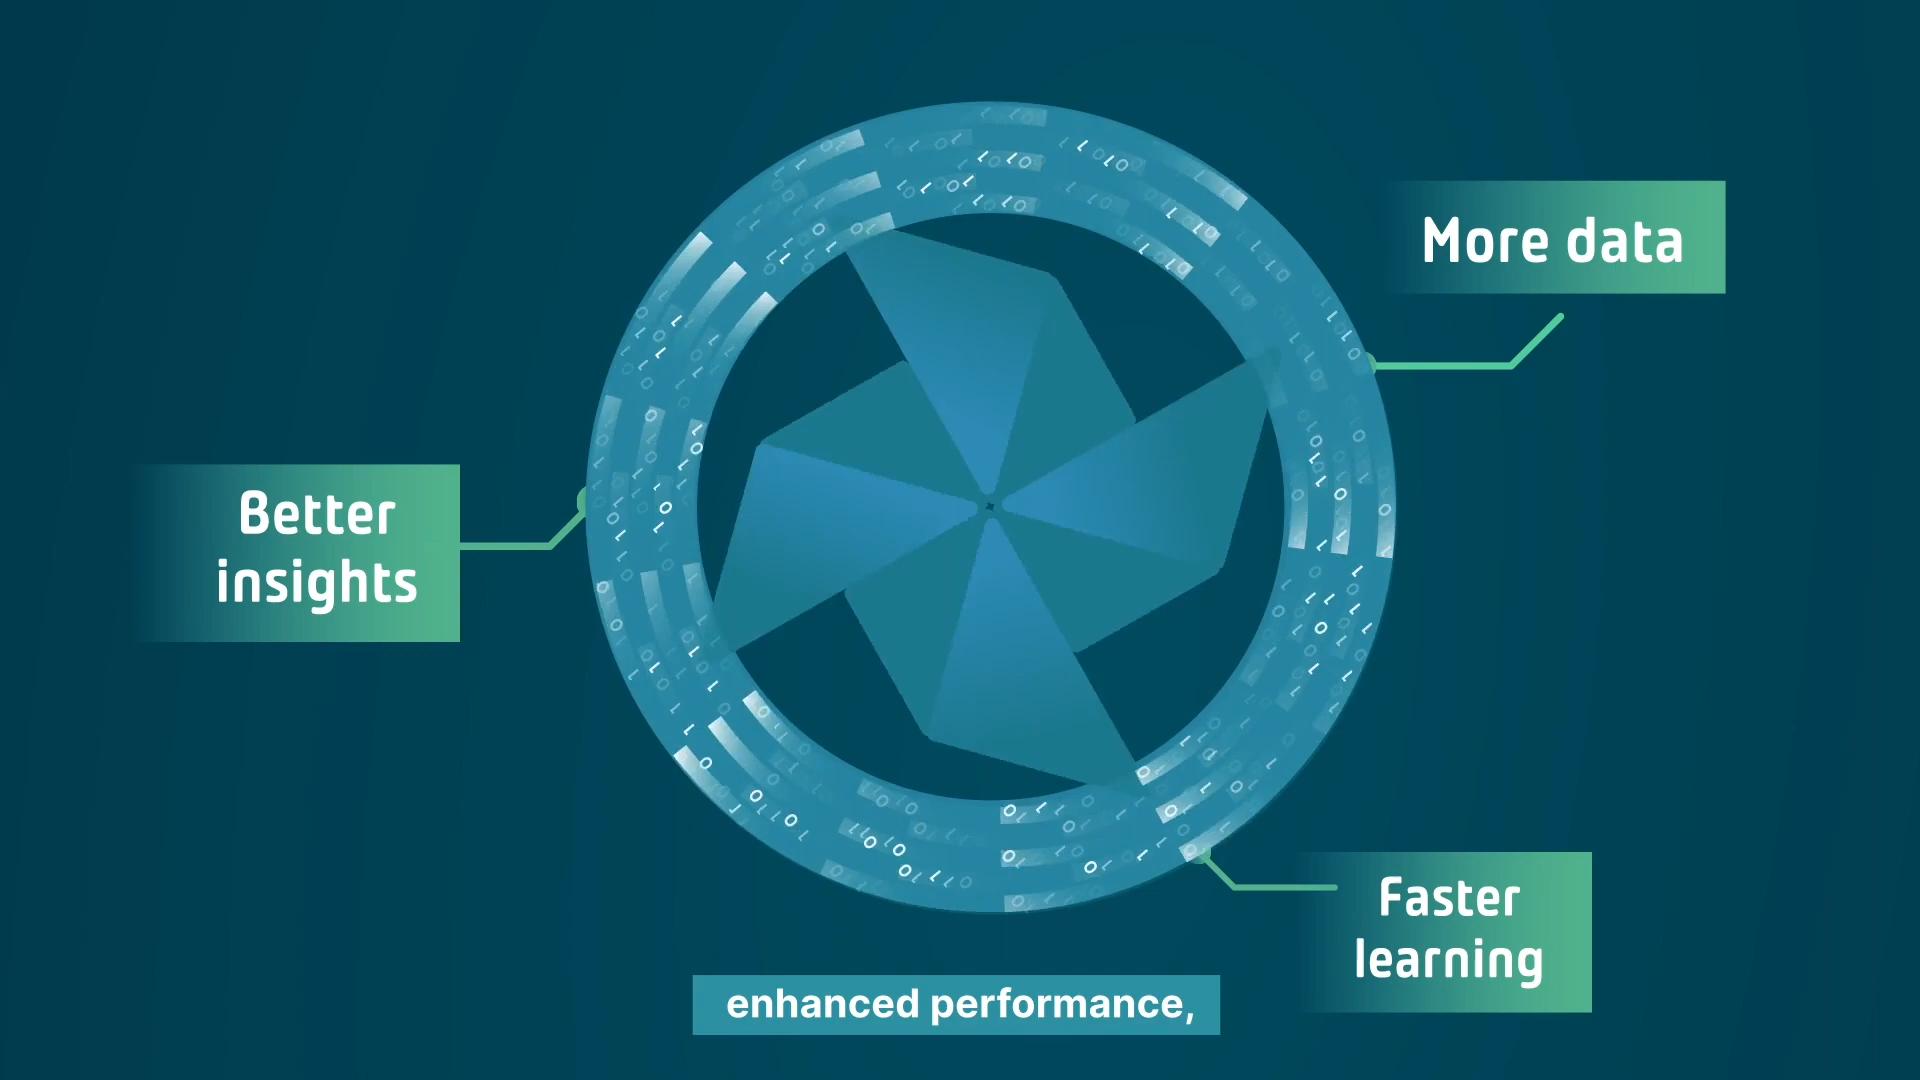 More data
Better
insights
Faster
learning
enhanced performance,